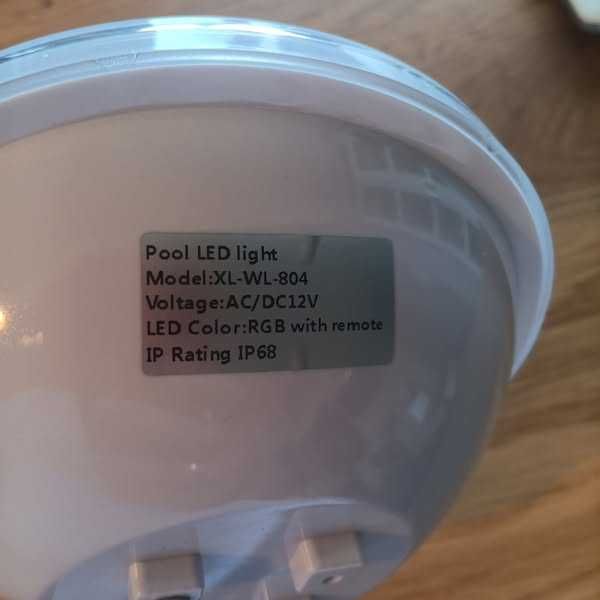 Pool LED light
Model:XL-WL-804
Voltage:AC/DC12V
LED Color:RGB with remote
IP Rating IP68